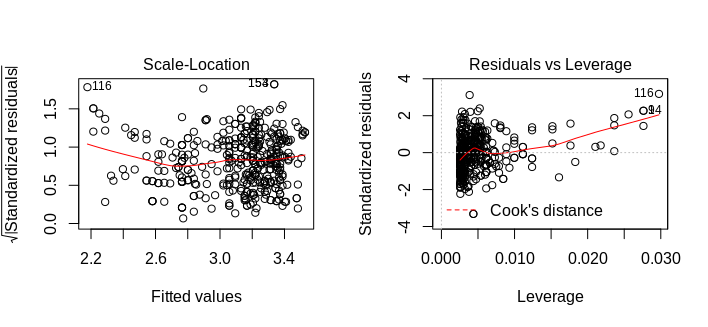 Scale-Location
√|Standardized residuals|
0.0 0.5 1.0 1.5
116
2.2 2.6 3.0 3.4
Fitted values
Residuals vs Leverage
Standardized residuals
-4 -2 0 2 4
116
94
Cook's distance
0.000 0.010 0.020 0.030
Leverage